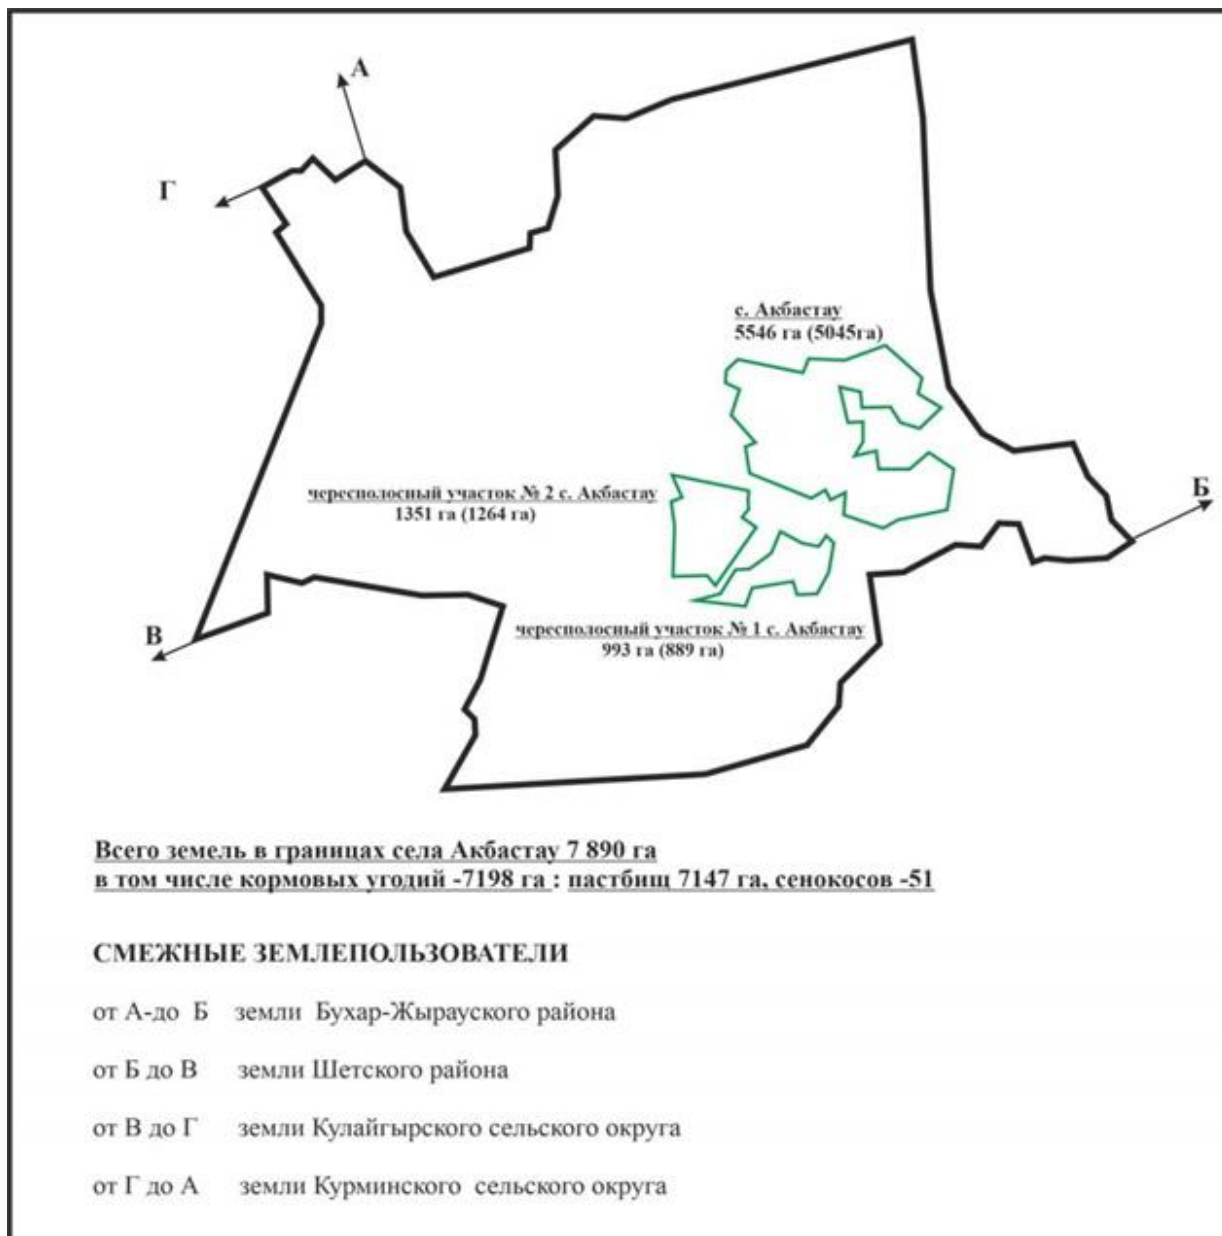 А
Г
с. Акбастау
5546 га (5045га)
Б
чересполосный участок № 2 с. Акбастау
1351 га (1264 га)
В
чересполосный участок № 1 с. Акбастау
993 га (889 га)
Всего земель в границах села Акбастау 7 890 га
в том числе кормовых угодий -7198 га : пастбищ 7147 га, сенокосов -51
СМЕЖНЫЕ ЗЕМЛЕПОЛЬЗОВАТЕЛИ
от А-до Б земли Бухар-Жырауского района
от Б до В земли Шетского района
от В до Г земли Кулайгырского сельского округа
от Г до А земли Курминского сельского округа